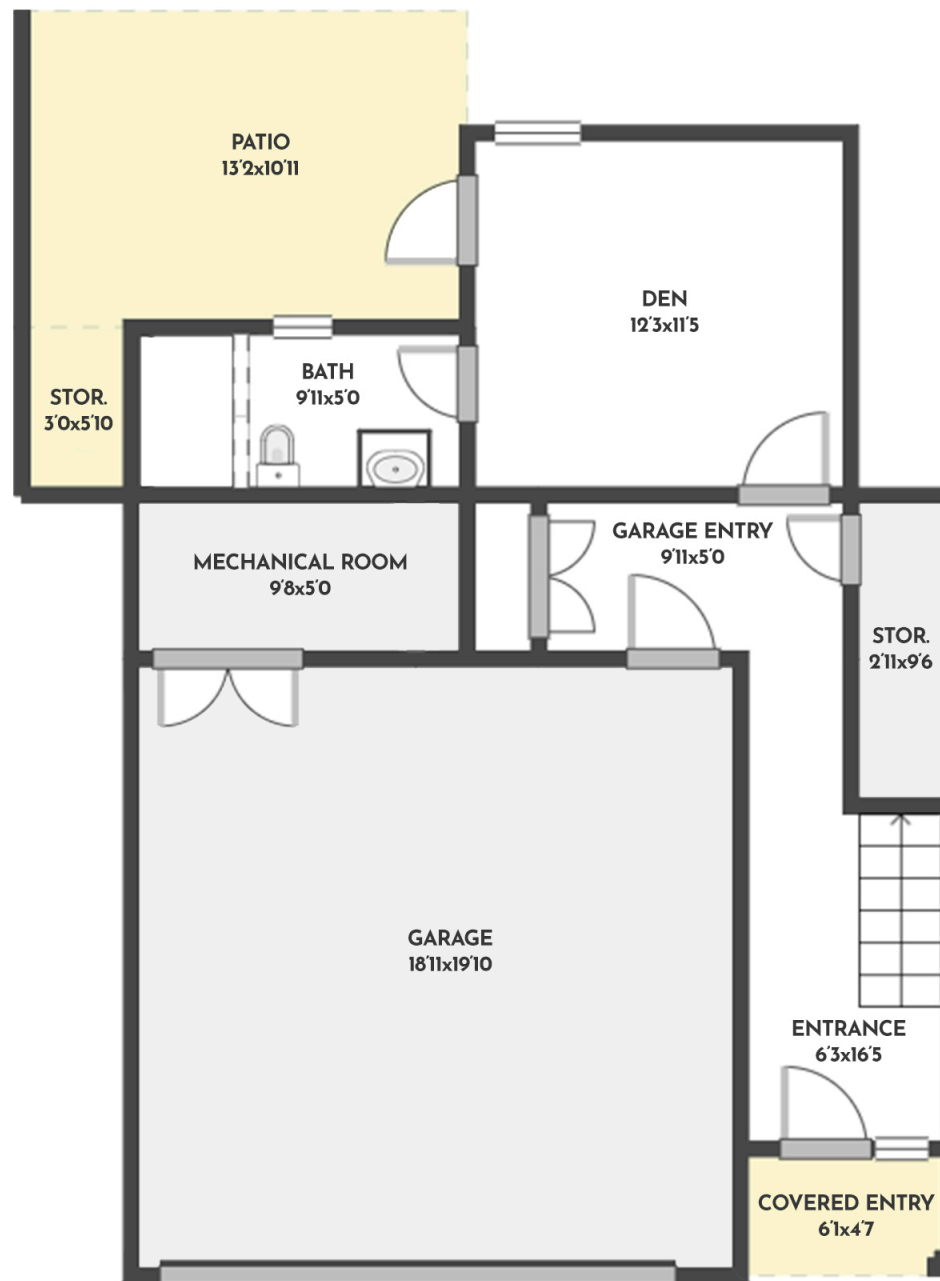 PATIO
13'2x10'11
DEN
12'3x11'5
BATH
9'11x5'0
STOR.
3'0x5'10
GARAGE ENTRY
9'11x5'0
MECHANICAL ROOM
9'8x5'0
STOR.
2'11x9'6
GARAGE
18'11x19'10
ENTRANCE
6'3x16'5
COVERED ENTRY
6'1x4'7